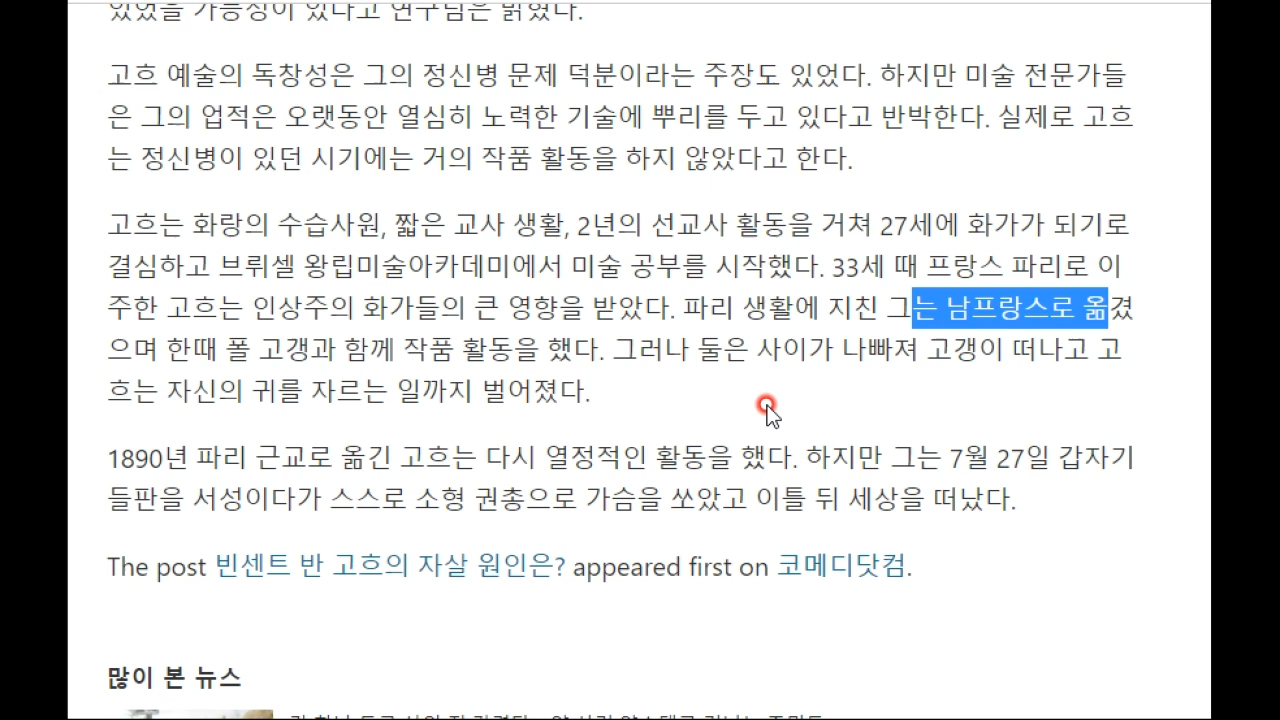 있었을 가능성이 있다고 연구팀은 밝혔다.
고흐 예술의 독창성은 그의 정신병 문제 덕분이라는 주장도 있었다. 하지만 미술 전문가들
은 그의 업적은 오랫동안 열심히 노력한 기술에 뿌리를 두고 있다고 반박한다. 실제로 고흐
는 정신병이 있던 시기에는 거의 작품 활동을 하지 않았다고 한다.
고흐는 화랑의 수습사원, 짧은 교사 생활, 2년의 선교사 활동을 거쳐 27세에 화가가 되기로
결심하고 브뤼셀 왕립미술아카데미에서 미술 공부를 시작했다. 33세 때 프랑스 파리로 이
주한 고흐는 인상주의 화가들의 큰 영향을 받았다. 파리 생활에 지친 그는 남프랑스로 옮겼
으며 한때 폴 고갱과 함께 작품 활동을 했다. 그러나 둘은 사이가 나빠져 고갱이 떠나고 고
흐는 자신의 귀를 자르는 일까지 벌어졌다.
1890년 파리 근교로 옮긴 고흐는 다시 열정적인 활동을 했다. 하지만 그는 7월 27일 갑자기
들판을 서성이다가 스스로 소형 권총으로 가슴을 쏘았고 이틀 뒤 세상을 떠났다.
The post 빈센트 반 고흐의 자살 원인은? appeared first on 코메디닷컴.
많이 본 뉴스